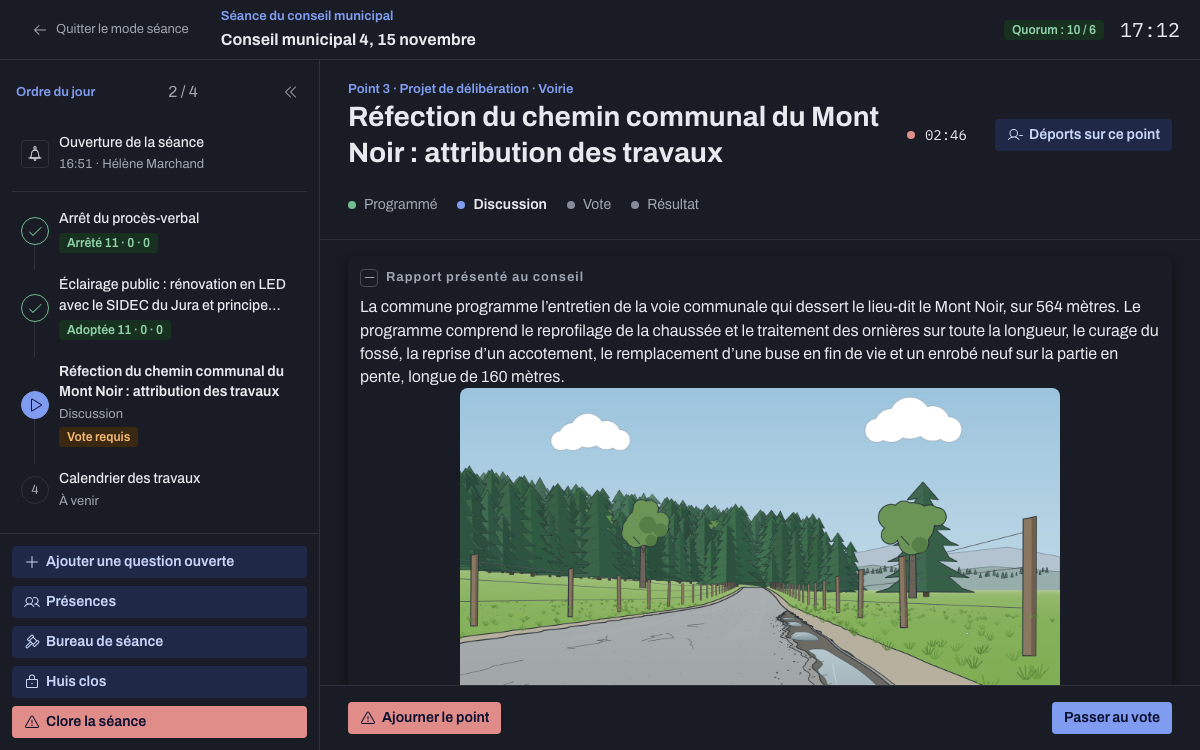 Quitter le mode séance
Séance du conseil municipal
Conseil municipal 4, 15 novembre
Quorum : 10 / 6
17:12
Ordre du jour
2 / 4
Ouverture de la séance
16:51 · Hélène Marchand
Arrêt du procès-verbal
Arrêté 11 · 0 · 0
Éclairage public : rénovation en LED
avec le SIDEC du Jura et principe…
Adoptée 11 · 0 · 0
Réfection du chemin communal du
Mont Noir : attribution des travaux
Discussion
Vote requis
4
Calendrier des travaux
À venir
Ajouter une question ouverte
Présences
Bureau de séance
Huis clos
Clore la séance
Point 3 · Projet de délibération · Voirie
Réfection du chemin communal du Mont
Noir : attribution des travaux
02:46
Déports sur ce point
Programmé
Discussion
Vote
Résultat
Rapport présenté au conseil
La commune programme l’entretien de la voie communale qui dessert le lieu-dit le Mont Noir, sur 564 mètres. Le
programme comprend le reprofilage de la chaussée et le traitement des ornières sur toute la longueur, le curage du
fossé, la reprise d’un accotement, le remplacement d’une buse en fin de vie et un enrobé neuf sur la partie en
pente, longue de 160 mètres.
Ajourner le point
Passer au vote